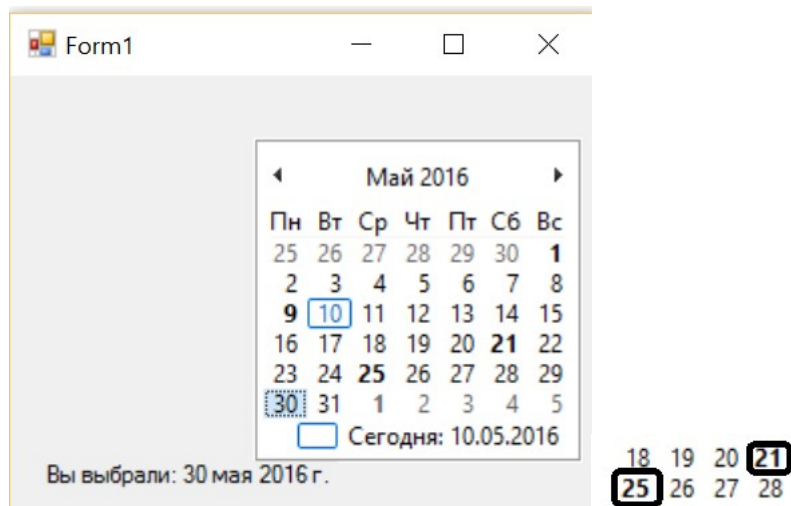 Form1
Май 2016
Пн Вт Ср Чт Пт Сб Вс
25 26 27 28 29 30 1
2 3 4 5 6 7 8
9 10 11 12 13 14 15
16 17 18 19 20 21 22
23 24 25 26 27 28 29
30 31 1 2 3 4 5
Сегодня: 10.05.2016
Вы выбрали: 30 мая 2016 г.
18 19 20 21
25 26 27 28